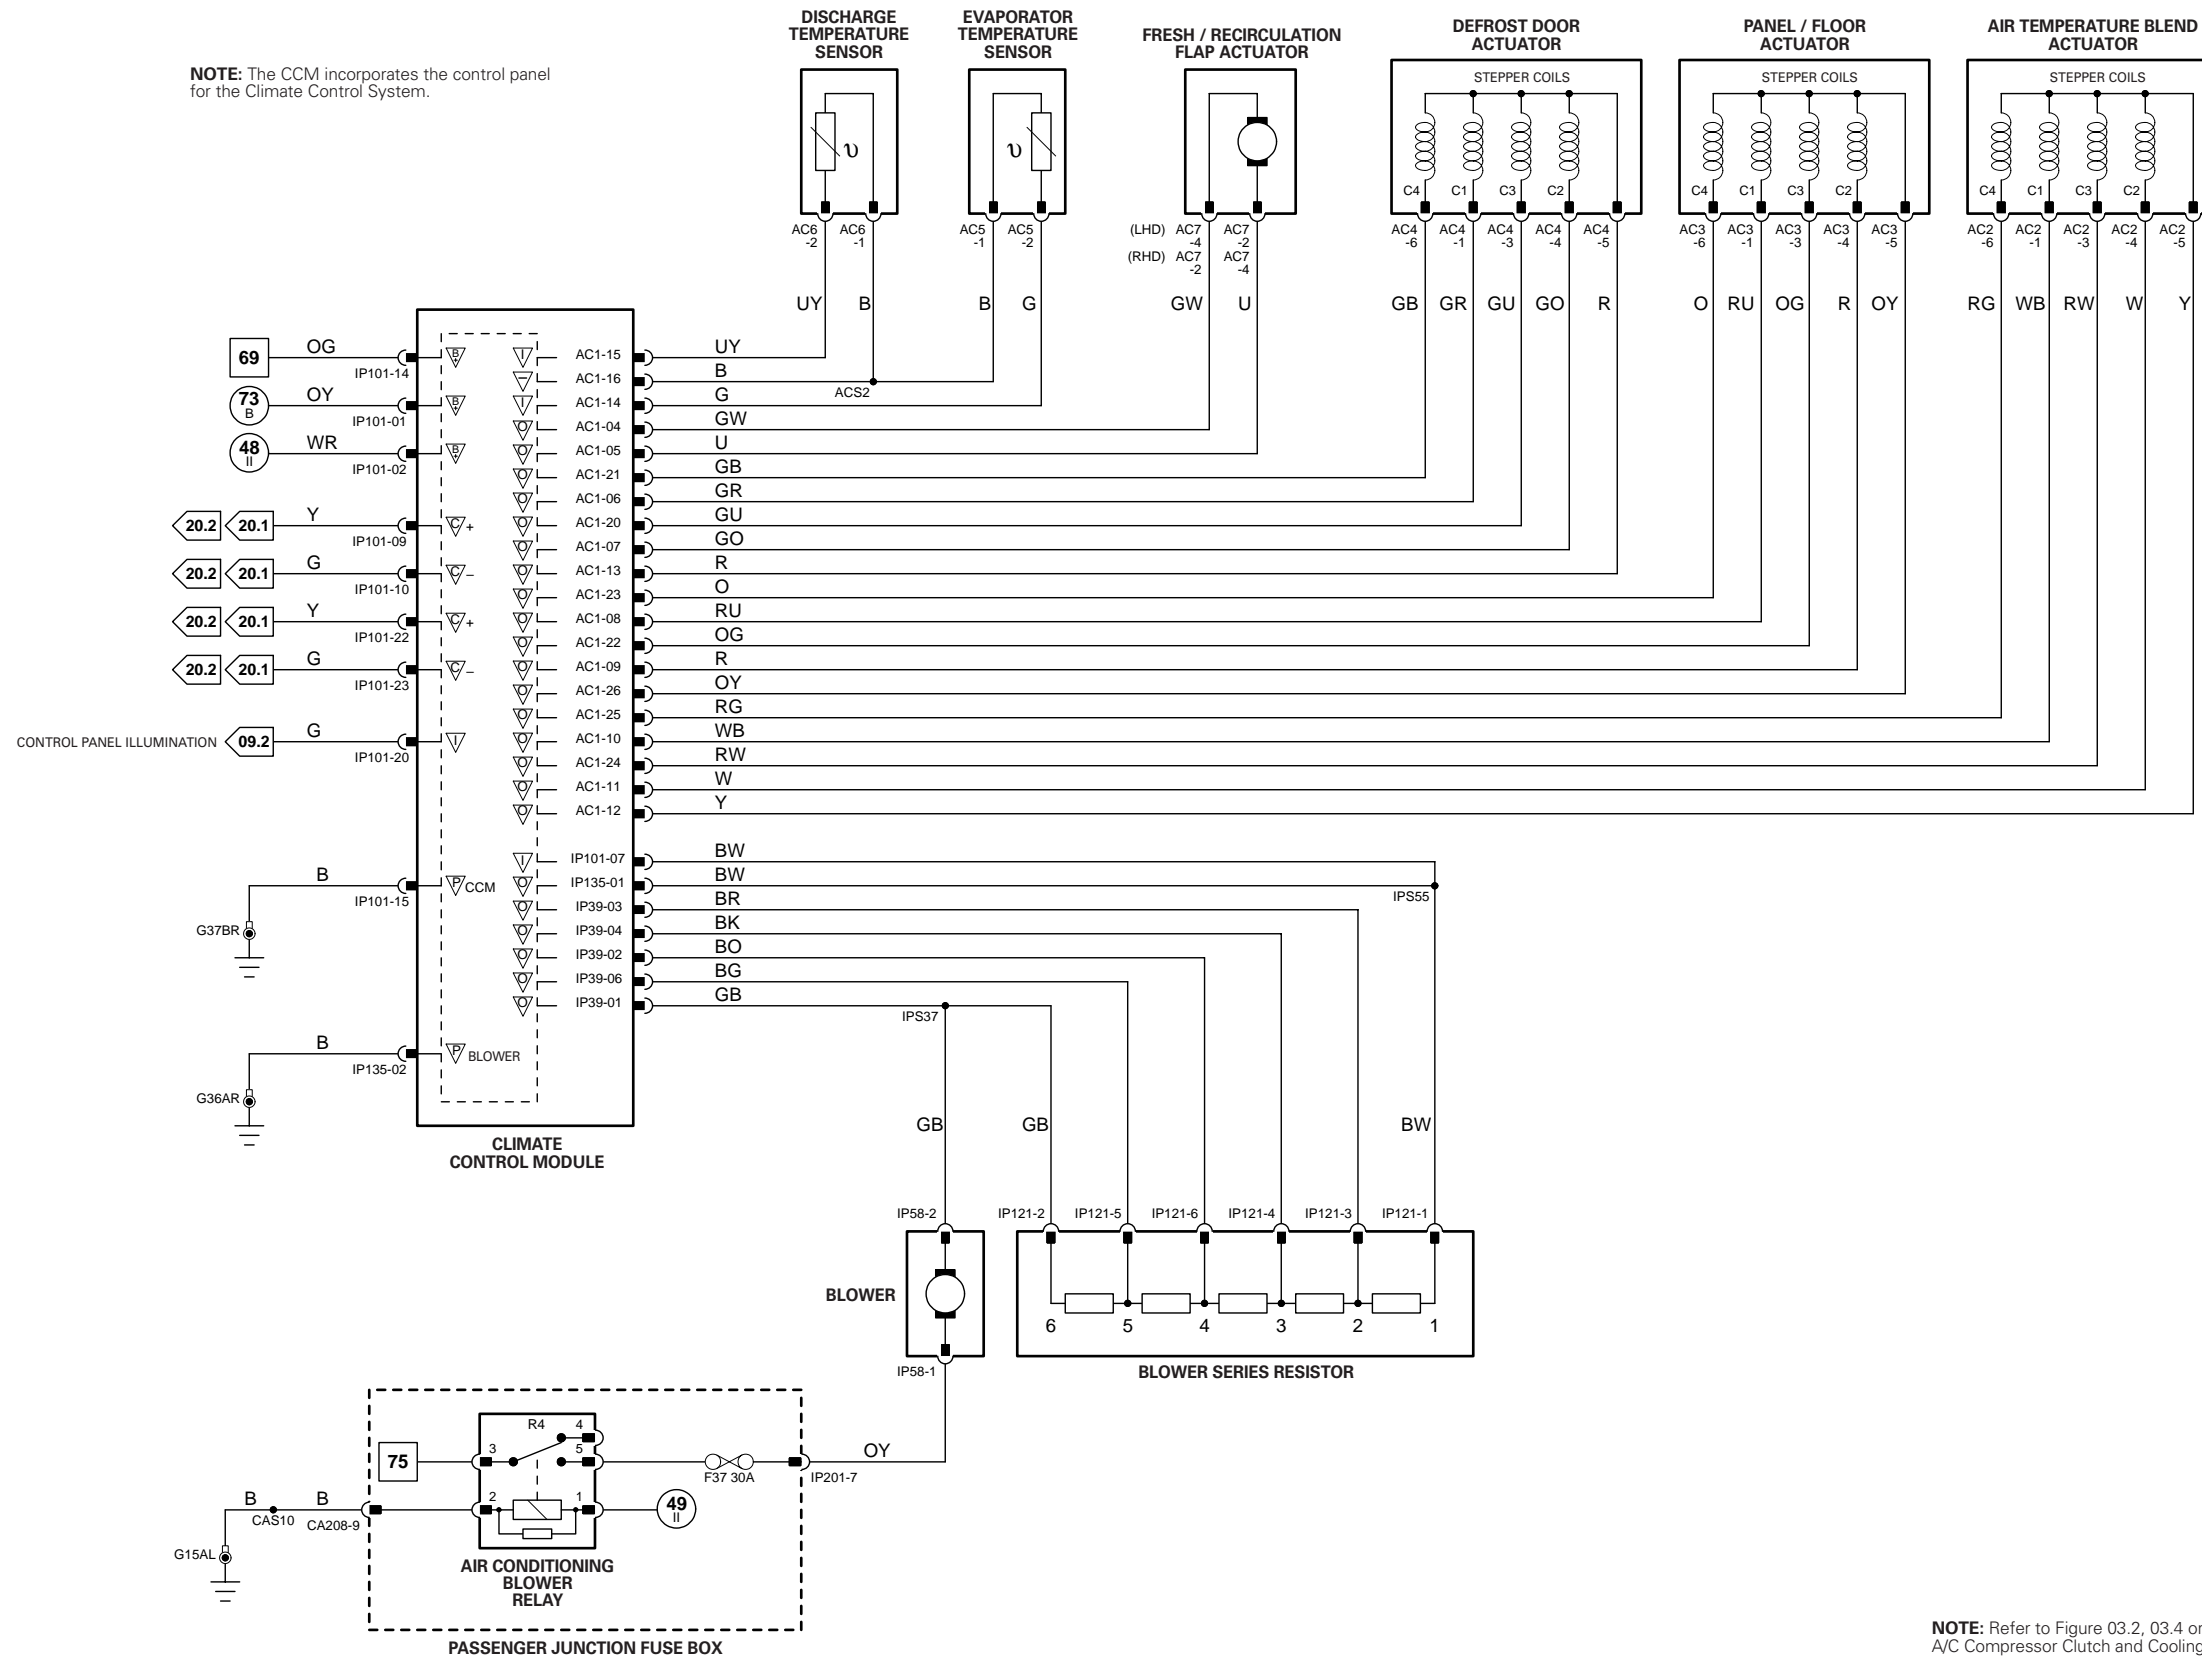 DISCHARGE
TEMPERATURE
SENSOR
EVAPORATOR
TEMPERATURE
SENSOR
FRESH / RECIRCULATION
FLAP ACTUATOR
DEFROST DOOR
ACTUATOR
PANEL / FLOOR
ACTUATOR
AIR TEMPERATURE BLEND
ACTUATOR
NOTE: The CCM incorporates the control panel
for the Climate Control System.
STEPPER COILS
STEPPER COILS
STEPPER COILS
υ
υ
C4 C1 C3 C2
C4 C1 C3 C2
C4 C1 C3 C2
AC6 -2
AC6 -1
AC5 -1
AC5 -2
(LHD) AC7 -4
AC7 -2
(RHD) AC7 -2
AC7 -4
AC4 -6
AC4 -1
AC4 -3
AC4 -4
AC4 -5
AC3 -6
AC3 -1
AC3 -3
AC3 -4
AC3 -5
AC2 -6
AC2 -1
AC2 -3
AC2 -4
AC2 -5
UY B B G GW U GB GR GU GO R O RU OG R OY RG WB RW W Y
69 OG IP101-14 B+
73 B OY IP101-01 B+
48 II WR IP101-02 B+
20.2 20.1 Y IP101-09 C +
20.2 20.1 G IP101-10 C –
20.2 20.1 Y IP101-22 C +
20.2 20.1 G IP101-23 C –
CONTROL PANEL ILLUMINATION 09.2 G IP101-20 I
B IP101-15 P CCM
G37BR
B IP135-02 P BLOWER
G36AR
I AC1-15 UY
– AC1-16 B
ACS2
I AC1-14 G
O AC1-04 GW
O AC1-05 U
O AC1-21 GB
O AC1-06 GR
O AC1-20 GU
O AC1-07 GO
O AC1-13 R
O AC1-23 O
O AC1-08 RU
O AC1-22 OG
O AC1-09 R
O AC1-26 OY
O AC1-25 RG
O AC1-10 WB
O AC1-24 RW
O AC1-11 W
O AC1-12 Y
I IP101-07 BW
O IP135-01 BW
IPS55
O IP39-03 BR
O IP39-04 BK
O IP39-02 BO
O IP39-06 BG
O IP39-01 GB
IPS37
CLIMATE
CONTROL MODULE
GB GB BW
IP58-2 IP121-2 IP121-5 IP121-6 IP121-4 IP121-3 IP121-1
BLOWER
6 5 4 3 2 1
IP58-1
BLOWER SERIES RESISTOR
R4 4
75 3 5
F37 30A
IP201-7
OY
B B 2 1 49 II
CAS10 CA208-9
G15AL
AIR CONDITIONING
BLOWER
RELAY
PASSENGER JUNCTION FUSE BOX
NOTE: Refer to Figure 03.2, 03.4 or
A/C Compressor Clutch and Cooling